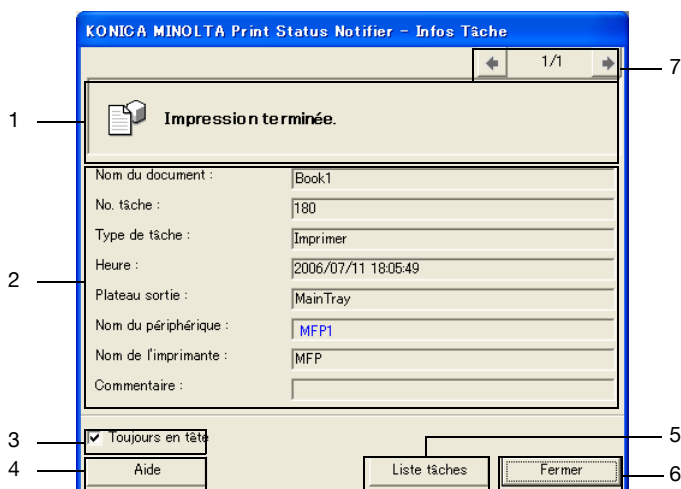 KONICA MINOLTA Print Status Notifier - Infos Tâche
1/1
7
1
Impression terminée.
Nom du document : Book1
No. tâche : 180
Type de tâche : Imprimer
Heure : 2006/07/11 18:05:49
2
Plateau sortie : MainTray
Nom du périphérique : MFP1
Nom de l'imprimante : MFP
Commentaire :
5
3
Toujours en tête
4
Aide
Liste tâches
Fermer
6